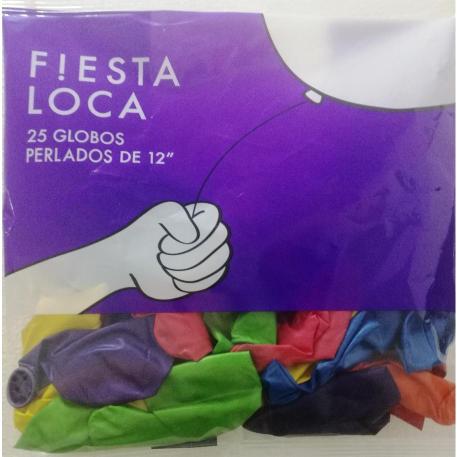 F!ESTA
LOCA
25 GLOBOS
PERLADOS DE 12”